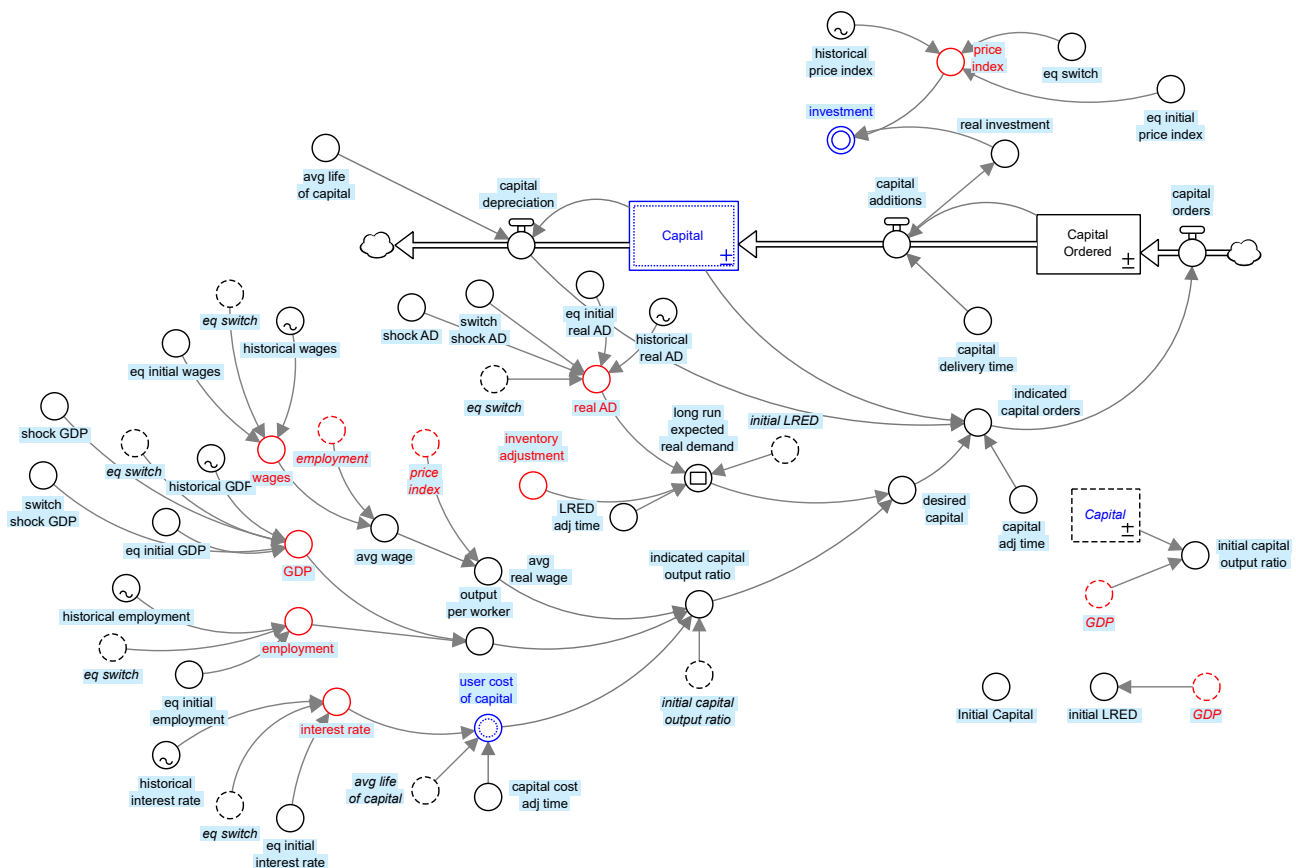 historical
price index
price
index
eq switch
eq initial
price index
investment
real investment
avg life
of capital
capital
depreciation
capital
additions
capital
orders
Capital
Capital
Ordered
eq switch
historical wages
eq initial wages
shock AD
switch
shock AD
eq initial
real AD
historical
real AD
capital
delivery time
eq switch
real AD
long run
expected
real demand
initial LRED
indicated
capital orders
shock GDP
eq switch
wages
employment
price
index
inventory
adjustment
historical GDP
switch
shock GDP
LRED
adj time
desired
capital
capital
adj time
Capital
eq initial GDP
avg wage
avg
real wage
indicated capital
output ratio
initial capital
output ratio
GDP
output
per worker
historical employment
employment
GDP
eq switch
user cost
of capital
initial capital
output ratio
eq initial
employment
interest rate
Initial Capital
initial LRED
GDP
historical
interest rate
avg life
of capital
capital cost
adj time
eq switch
eq initial
interest rate